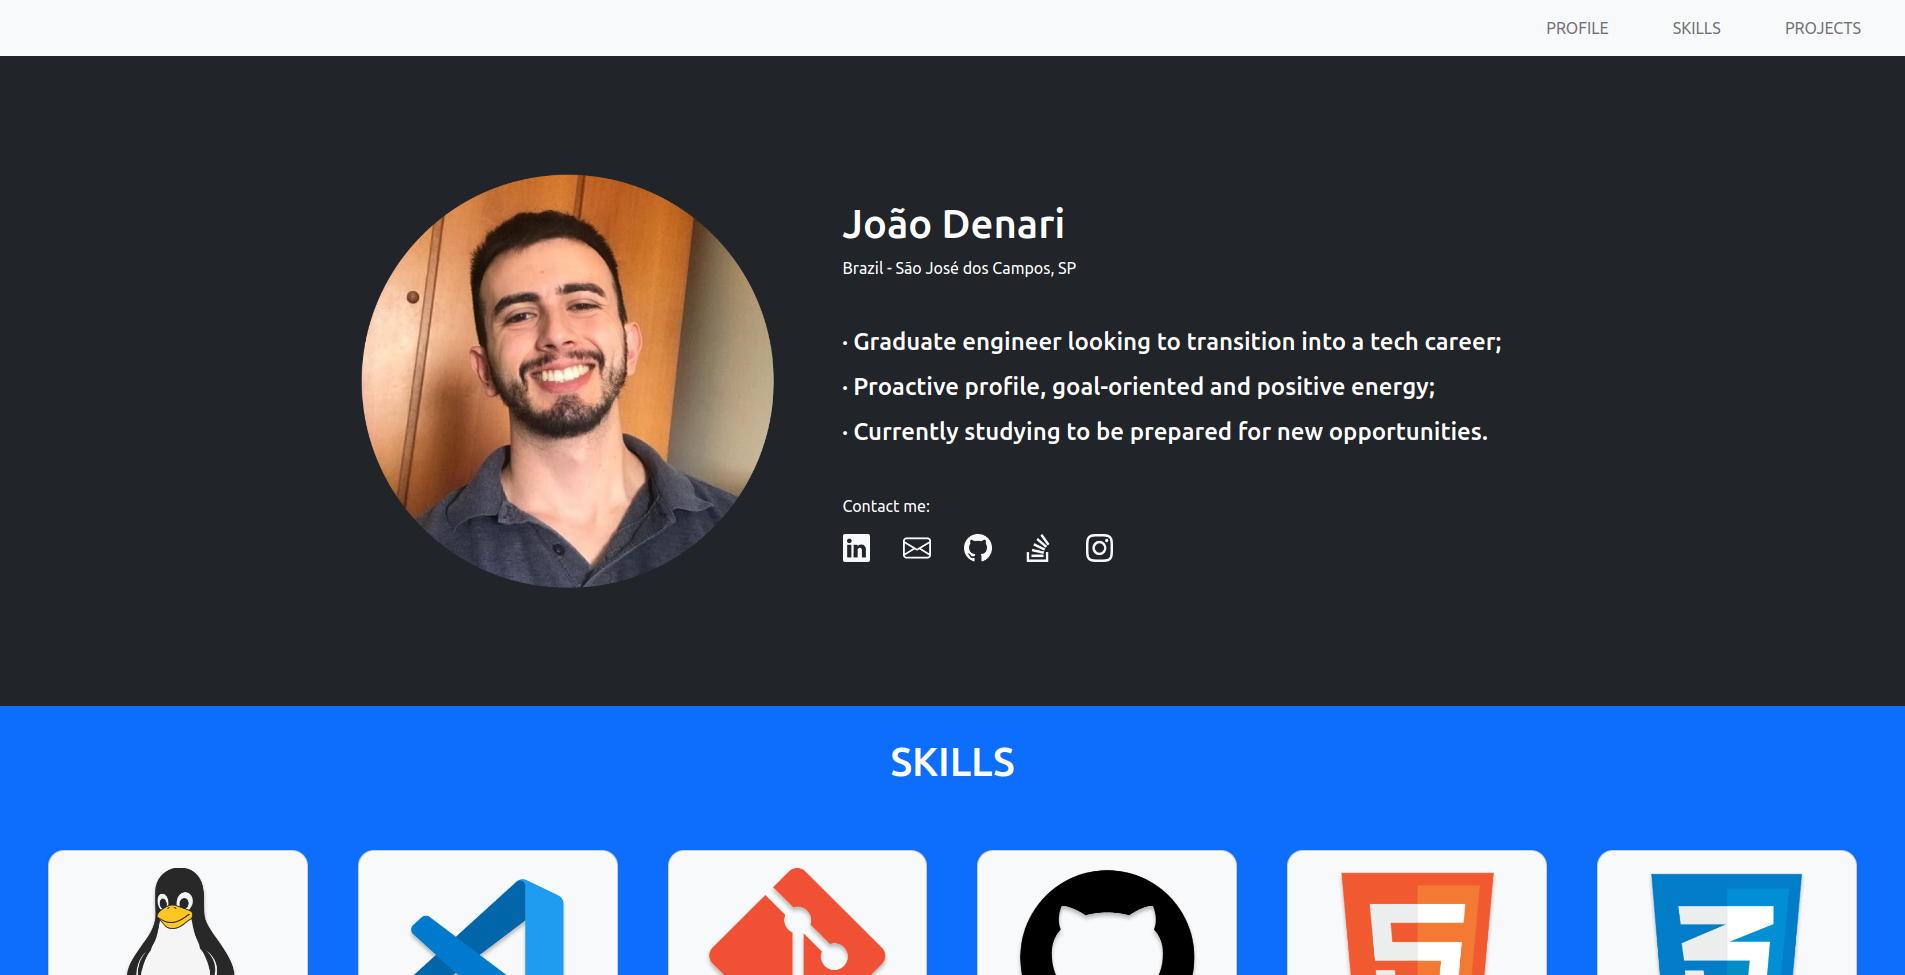 PROFILE SKILLS PROJECTS
João Denari
Brazil - São José dos Campos, SP
· Graduate engineer looking to transition into a tech career;
· Proactive profile, goal-oriented and positive energy;
· Currently studying to be prepared for new opportunities.
Contact me:
SKILLS